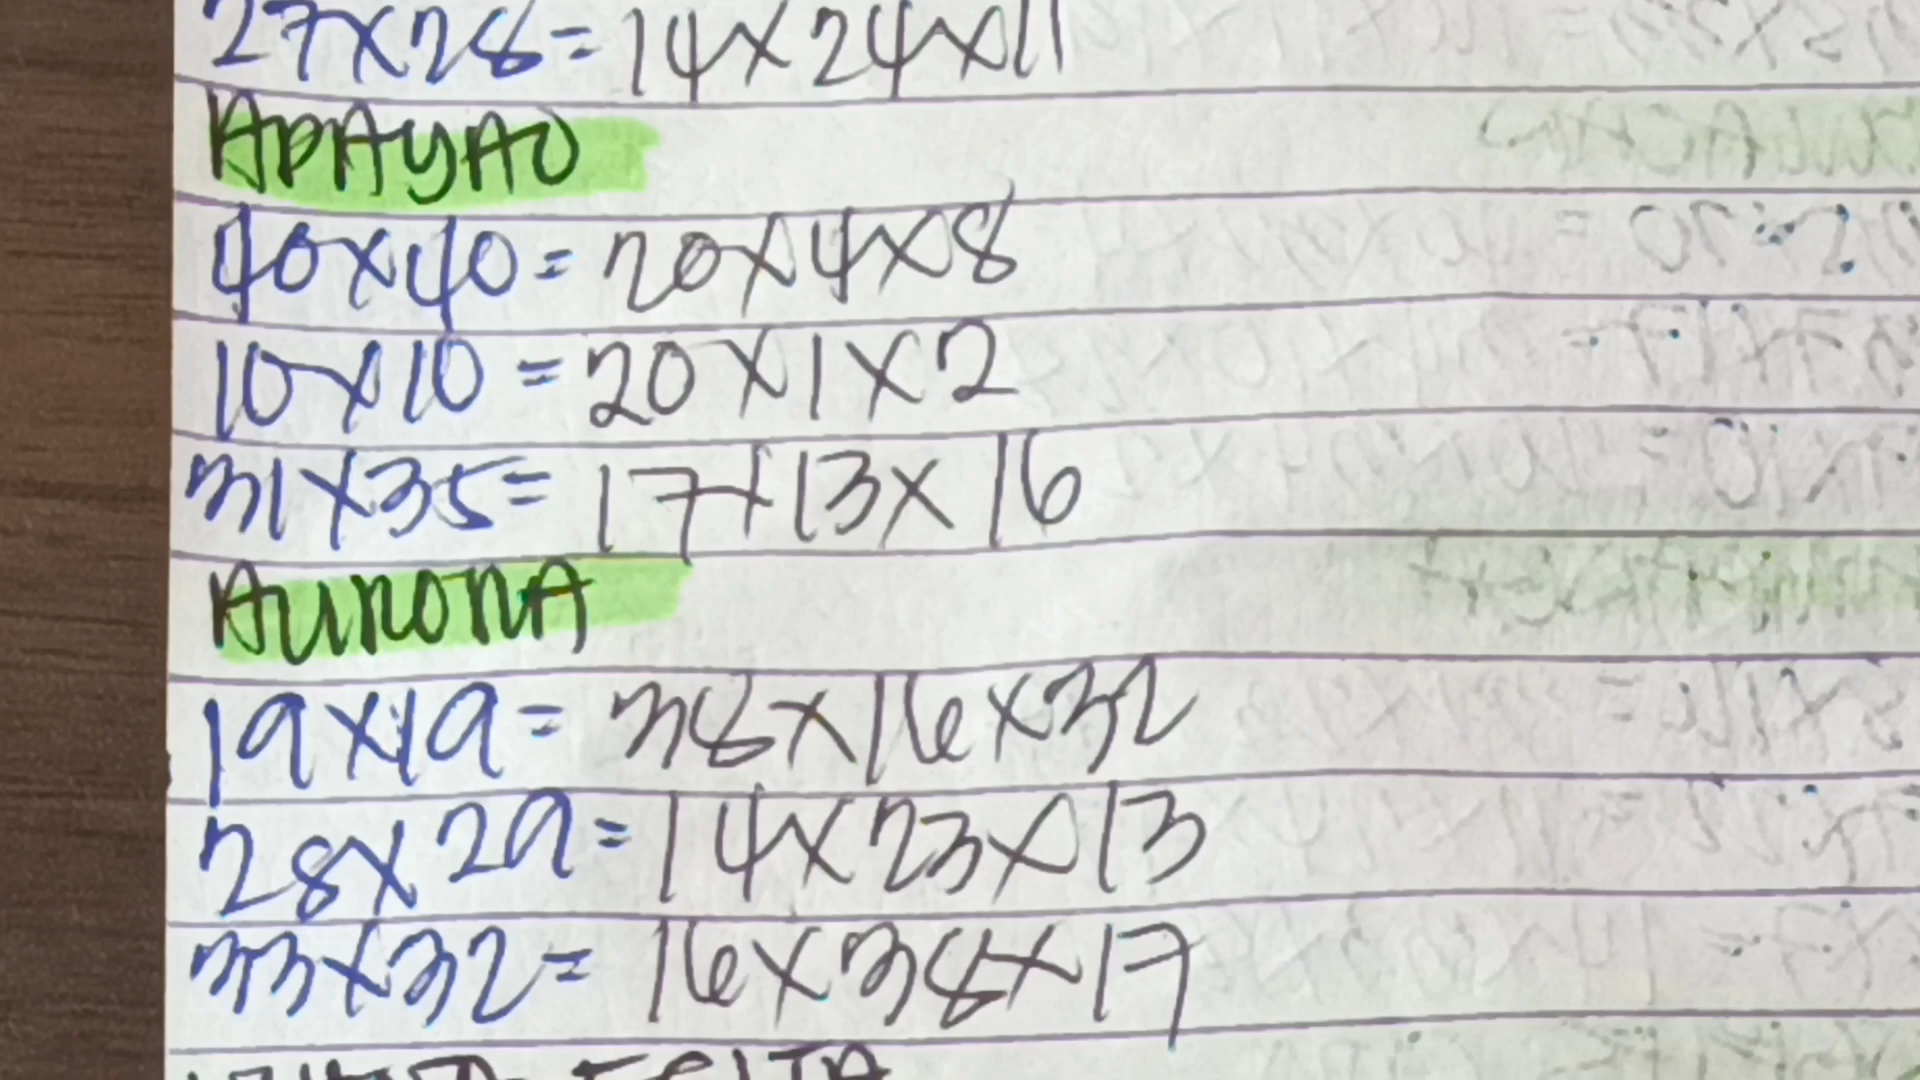 27x28=14x24x11
APAYAO
40x40=20x4x8
10x10=20x1x2
31x35=17x13x16
AURORA
19x19=38x16x32
28x29=14x23x13
33x32=16x38x17